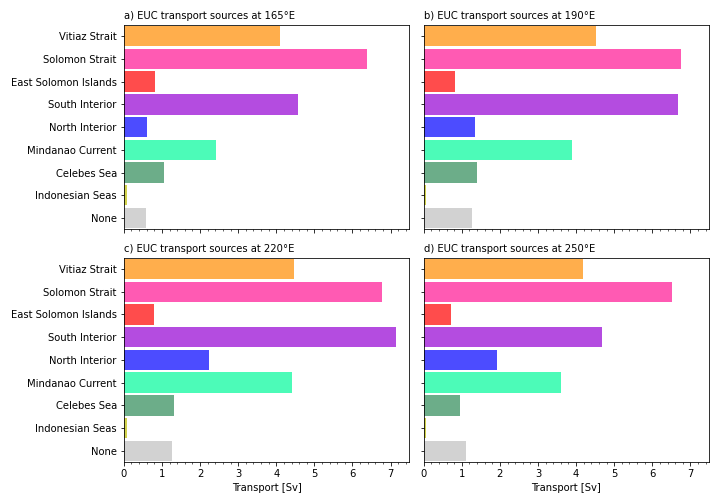 a) EUC transport sources at 165°E
b) EUC transport sources at 190°E
Vitiaz Strait
Solomon Strait
East Solomon Islands
South Interior
North Interior
Mindanao Current
Celebes Sea
Indonesian Seas
None
c) EUC transport sources at 220°E
d) EUC transport sources at 250°E
Vitiaz Strait
Solomon Strait
East Solomon Islands
South Interior
North Interior
Mindanao Current
Celebes Sea
Indonesian Seas
None
0 1 2 3 4 5 6 7
0 1 2 3 4 5 6 7
Transport [Sv]
Transport [Sv]